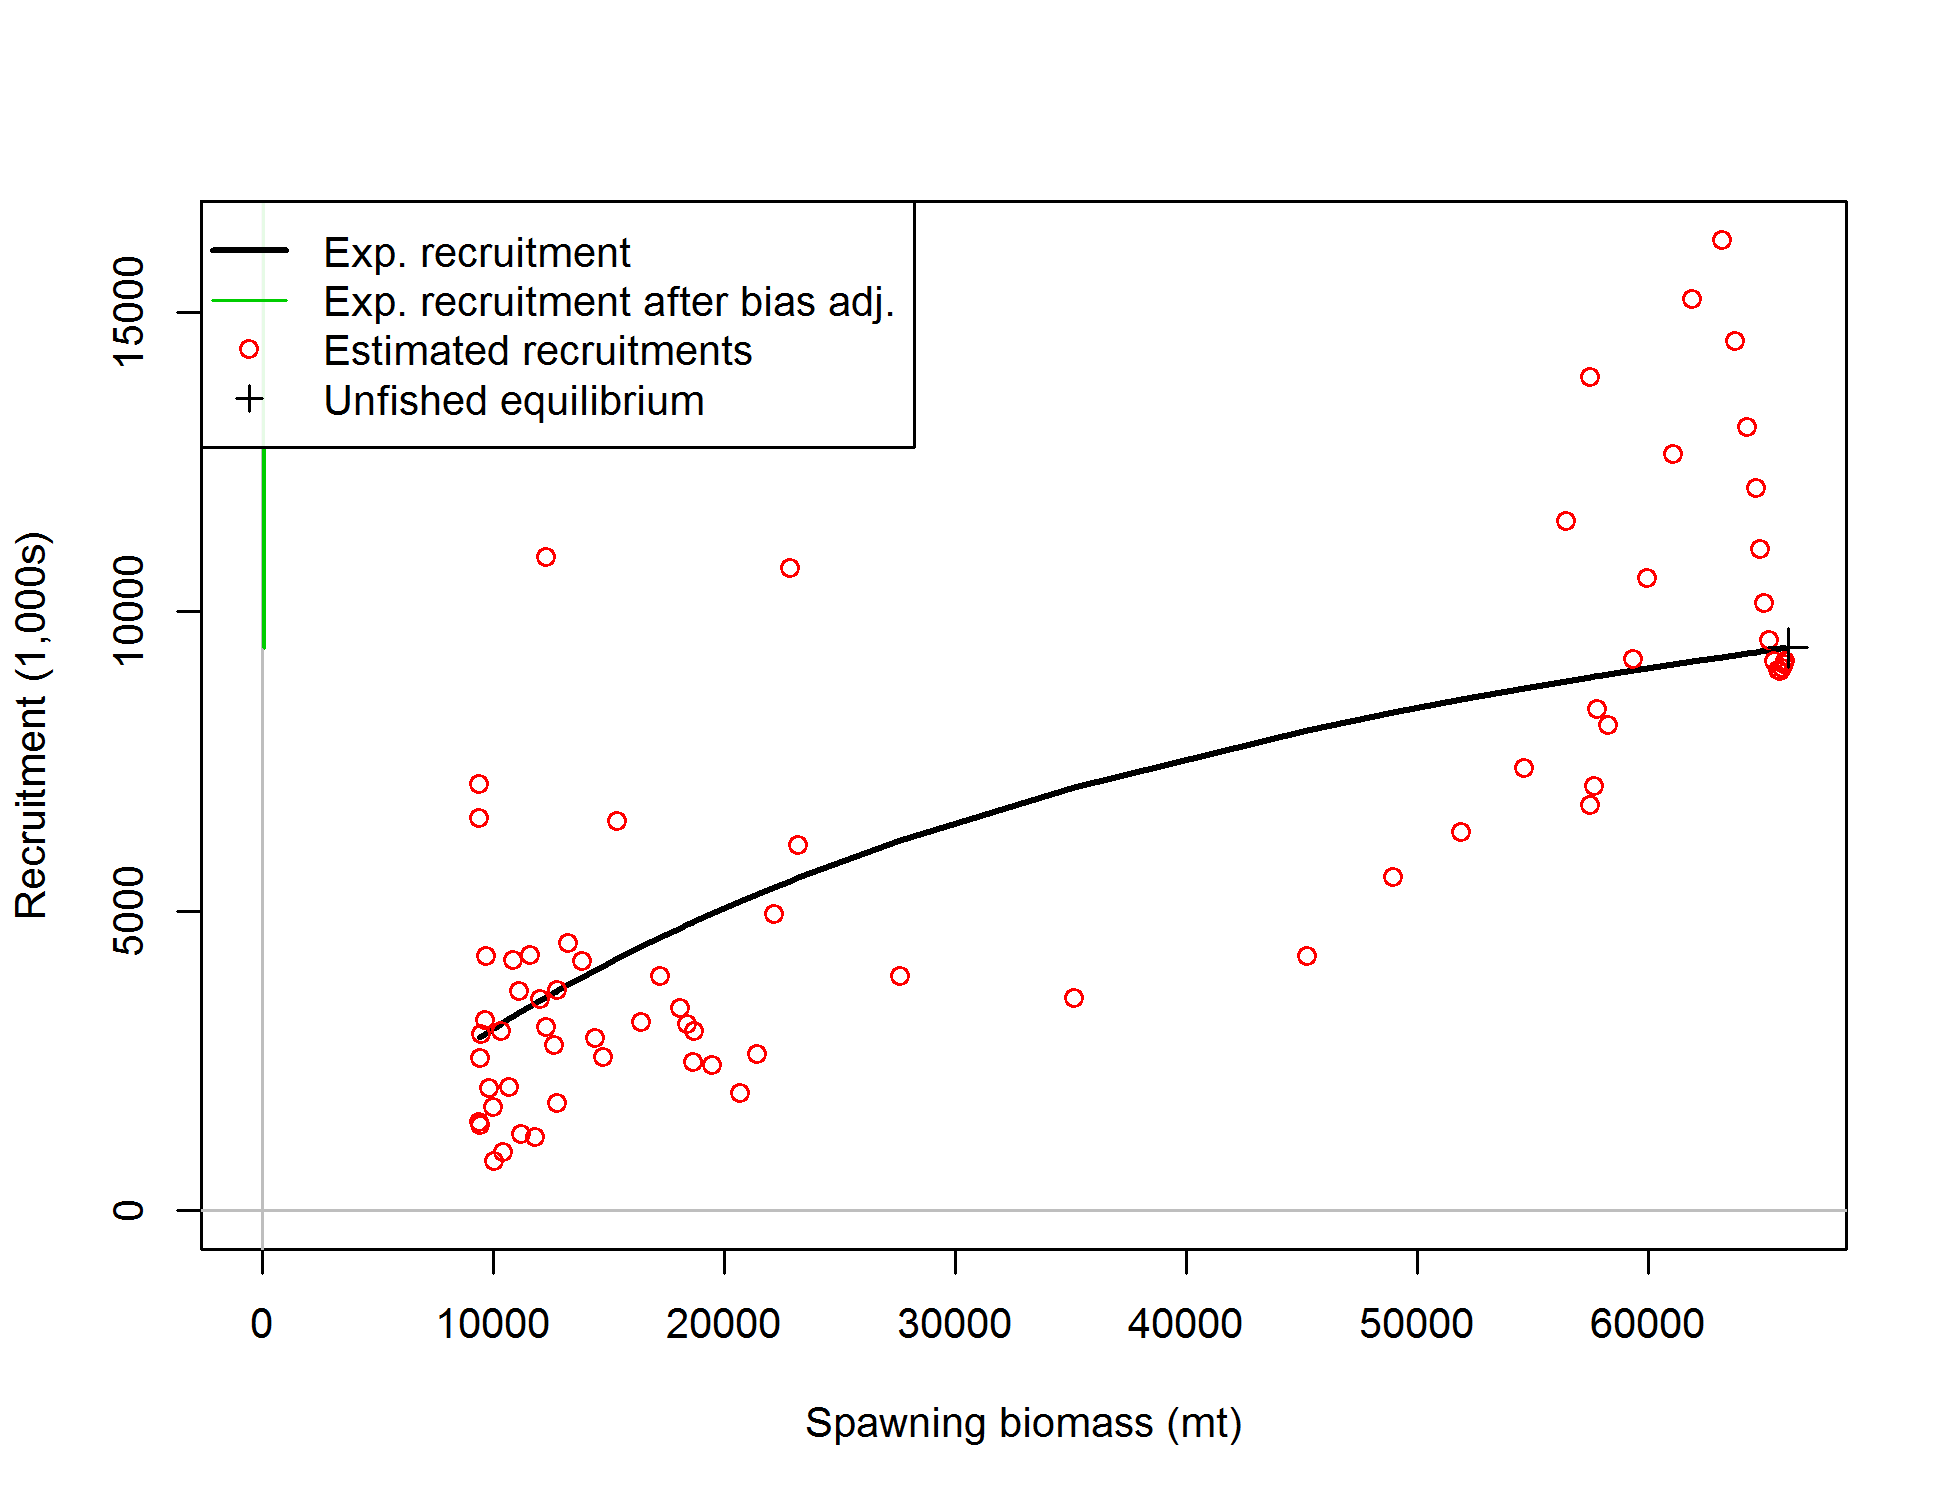 Exp. recruitment
Exp. recruitment after bias adj.
Estimated recruitments
Unfished equilibrium
Recruitment (1,000s)
15000
10000
5000
0
0 10000 20000 30000 40000 50000 60000
Spawning biomass (mt)